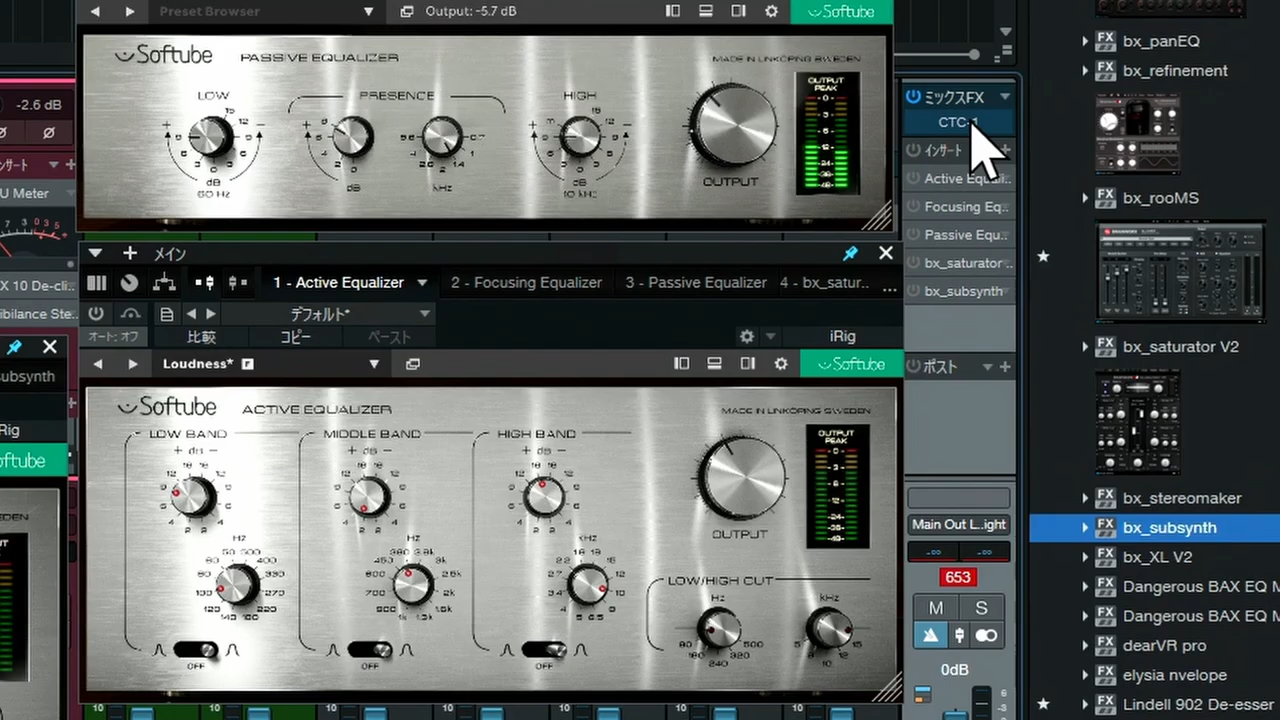 Preset Browser
Output: -5.7 dB
Softube
Softube
PASSIVE EQUALIZER
MADE IN LINKÖPING SWEDEN
LOW
PRESENCE
HIGH
OUTPUT PEAK
dB
60 Hz
dB
kHz
dB
10 kHz
OUTPUT
-2.6 dB
U Meter
X 10 De-cli..
ibilance Ste..
ubsynth
Rig
oftube
メイン
1 - Active Equalizer
2 - Focusing Equalizer
3 - Passive Equalizer
4 - bx_satur..
...
デフォルト*
オート: オフ
比較
コピー
ペースト
iRig
Loudness*
Softube
Softube
ACTIVE EQUALIZER
MADE IN LINKÖPING SWEDEN
LOW BAND
MIDDLE BAND
HIGH BAND
+ dB -
+ dB -
+ dB -
OUTPUT PEAK
OUTPUT
Hz
Hz
kHz
LOW/HIGH CUT
Hz
kHz
OFF
OFF
OFF
ミックスFX
CTC-1
インサート
Active Equali..
Focusing Eq..
Passive Equ..
bx_saturator ..
bx_subsynth
ポスト
Main Out L..ight
-∞
-∞
653
M
S
0dB
bx_panEQ
bx_refinement
bx_rooMS
bx_saturator V2
bx_stereomaker
bx_subsynth
bx_XL V2
Dangerous BAX EQ M
Dangerous BAX EQ M
dearVR pro
elysia nvelope
Lindell 902 De-esser